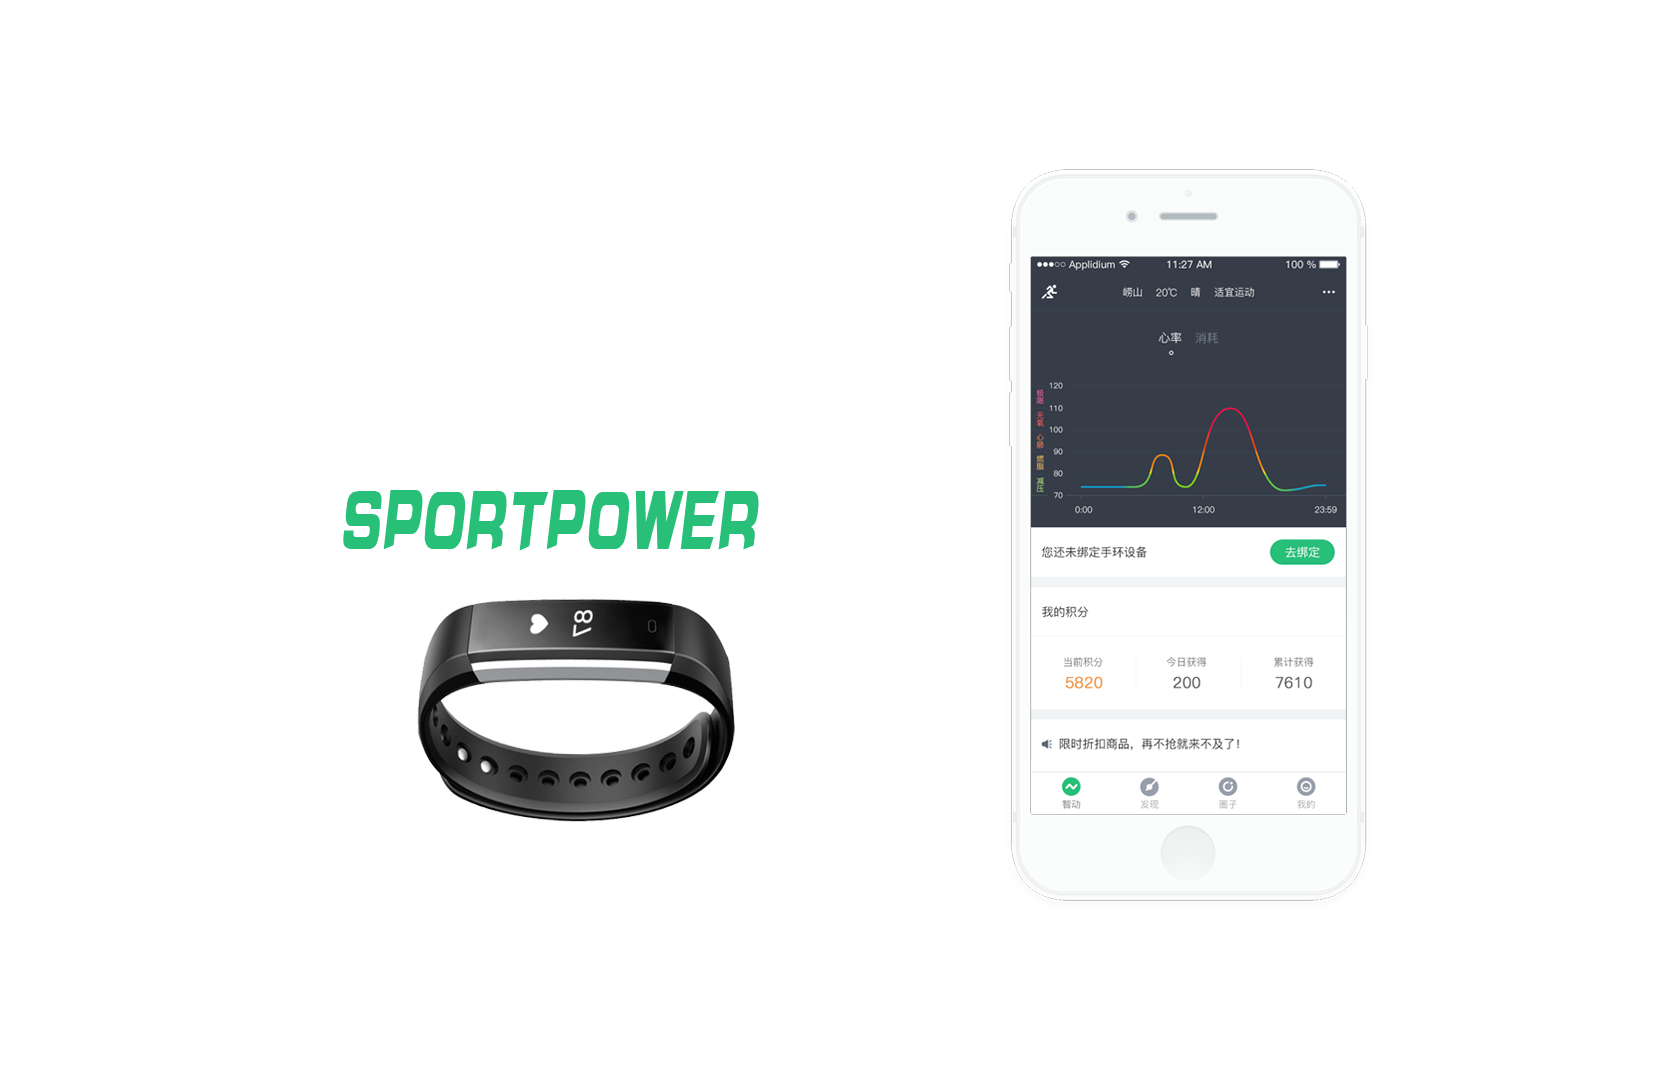 SPORTPOWER
87
Applidium 11:27 AM 100 %
崂山 20℃ 晴 适宜运动
心率 消耗
120
极限
110
无氧
100
心肺
90
燃脂
80
减压
70
0:00 12:00 23:59
您还未绑定手环设备 去绑定
我的积分
当前积分 今日获得 累计获得
5820 200 7610
限时折扣商品，再不抢就来不及了!
智动 发现 圈子 我的